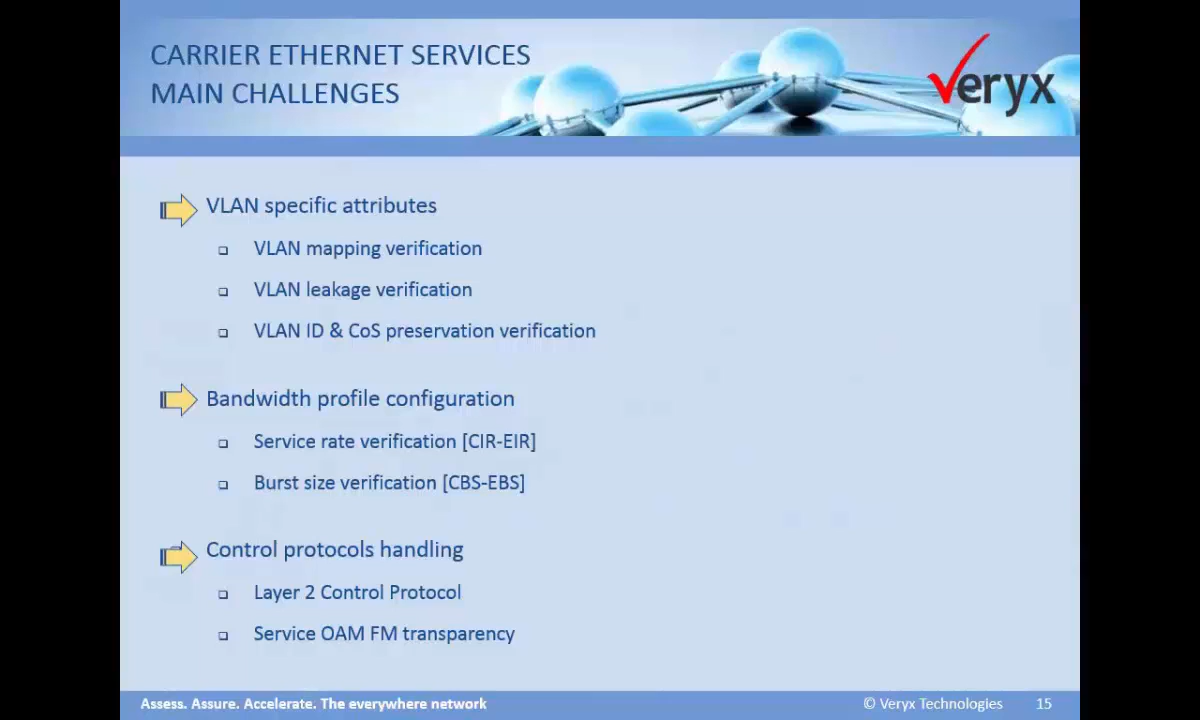 CARRIER ETHERNET SERVICES
MAIN CHALLENGES
Veryx
VLAN specific attributes
VLAN mapping verification
VLAN leakage verification
VLAN ID & CoS preservation verification
Bandwidth profile configuration
Service rate verification [CIR-EIR]
Burst size verification [CBS-EBS]
Control protocols handling
Layer 2 Control Protocol
Service OAM FM transparency
Assess. Assure. Accelerate. The everywhere network
© Veryx Technologies 15